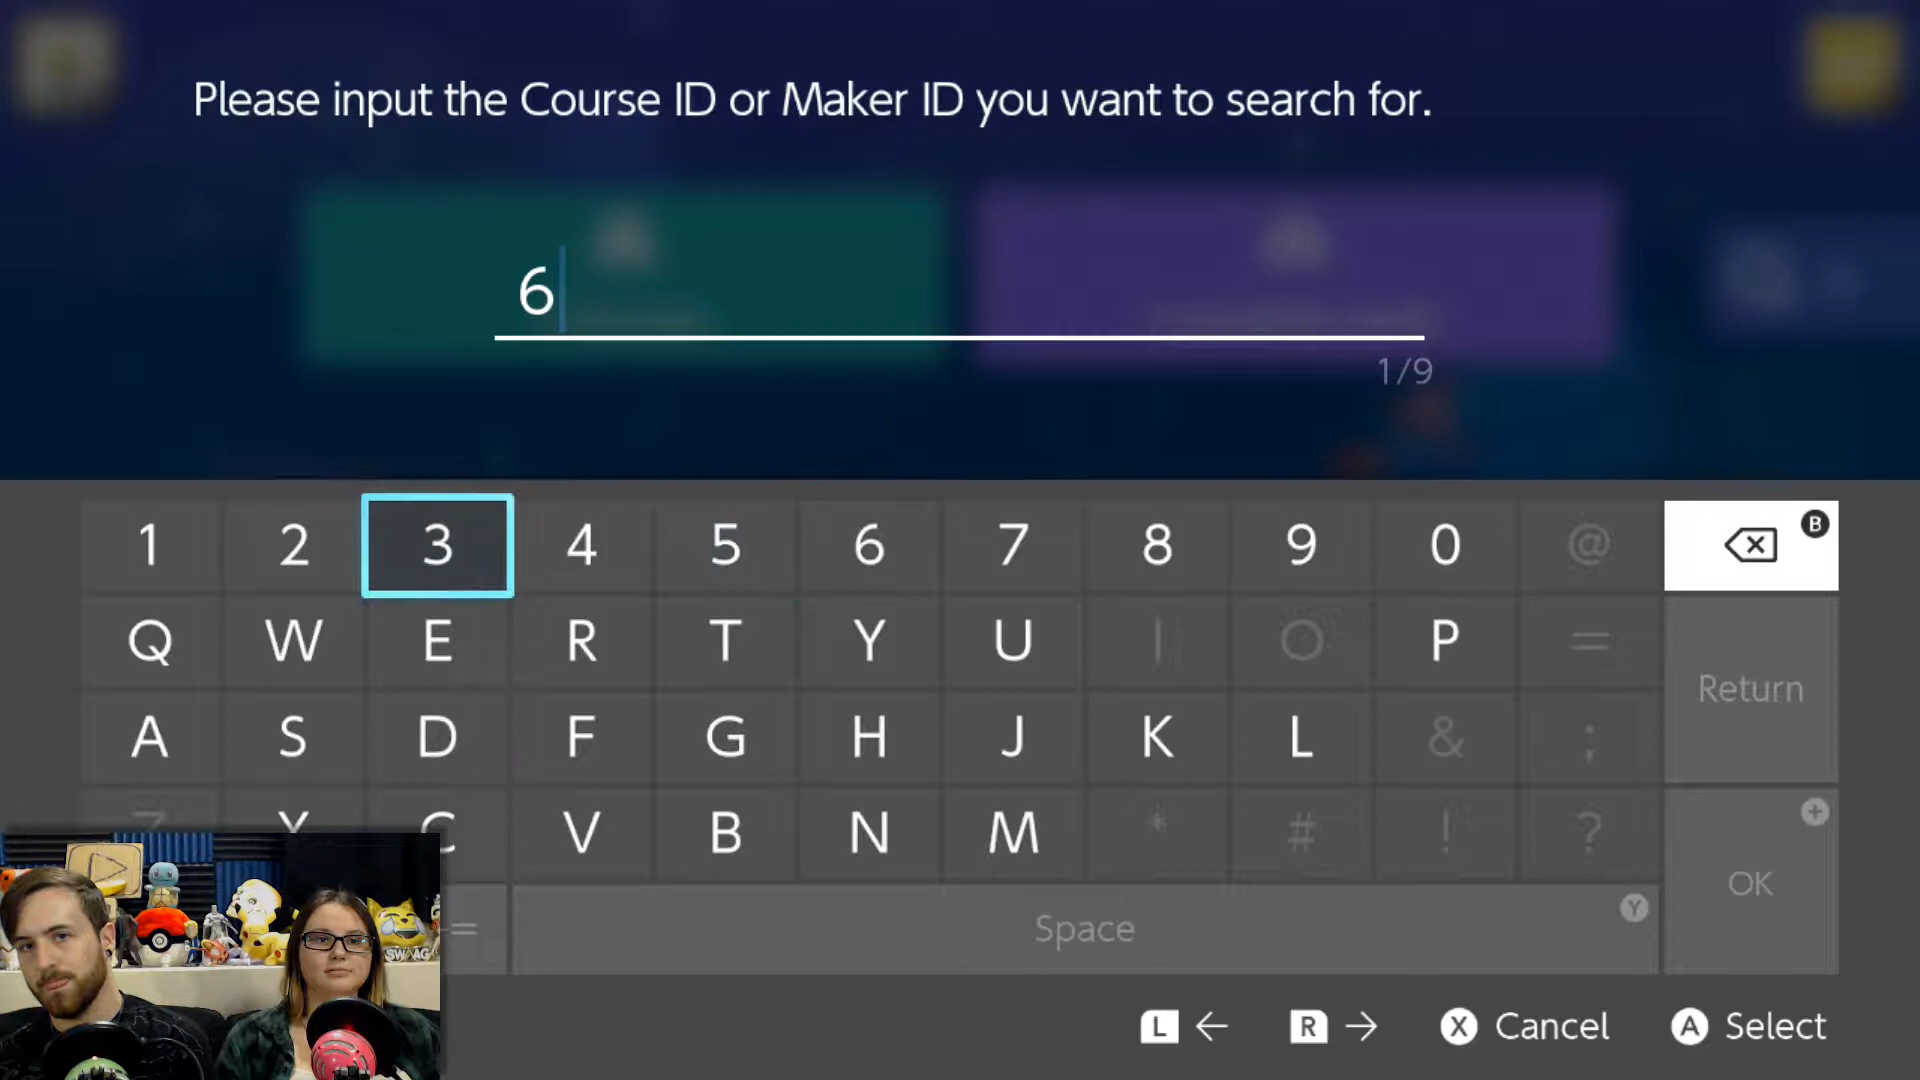 Please input the Course ID or Maker ID you want to search for.
6
1/9
1 2 3 4 5 6 7 8 9 0 @ B
Q W E R T Y U I O P =
Return
A S D F G H J K L & ;
Z X C V B N M * # ! ? +
OK
= Space Y
SWAG
L ← R → X Cancel A Select